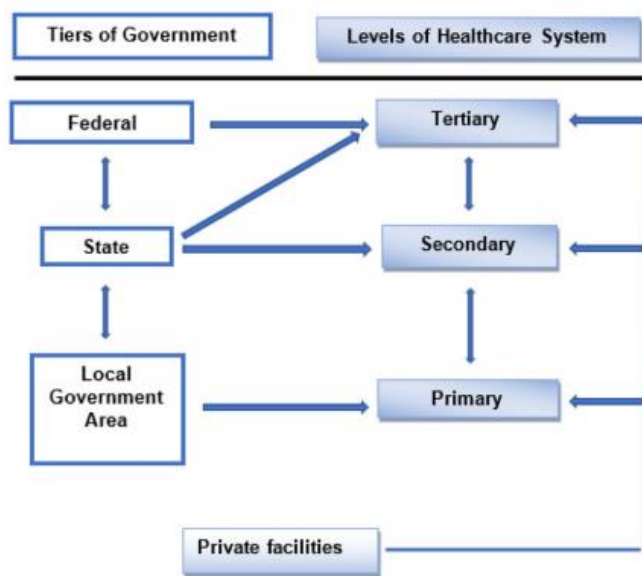 Tiers of Government
Levels of Healthcare System
Federal
Tertiary
State
Secondary
Local
Government
Area
Primary
Private facilities